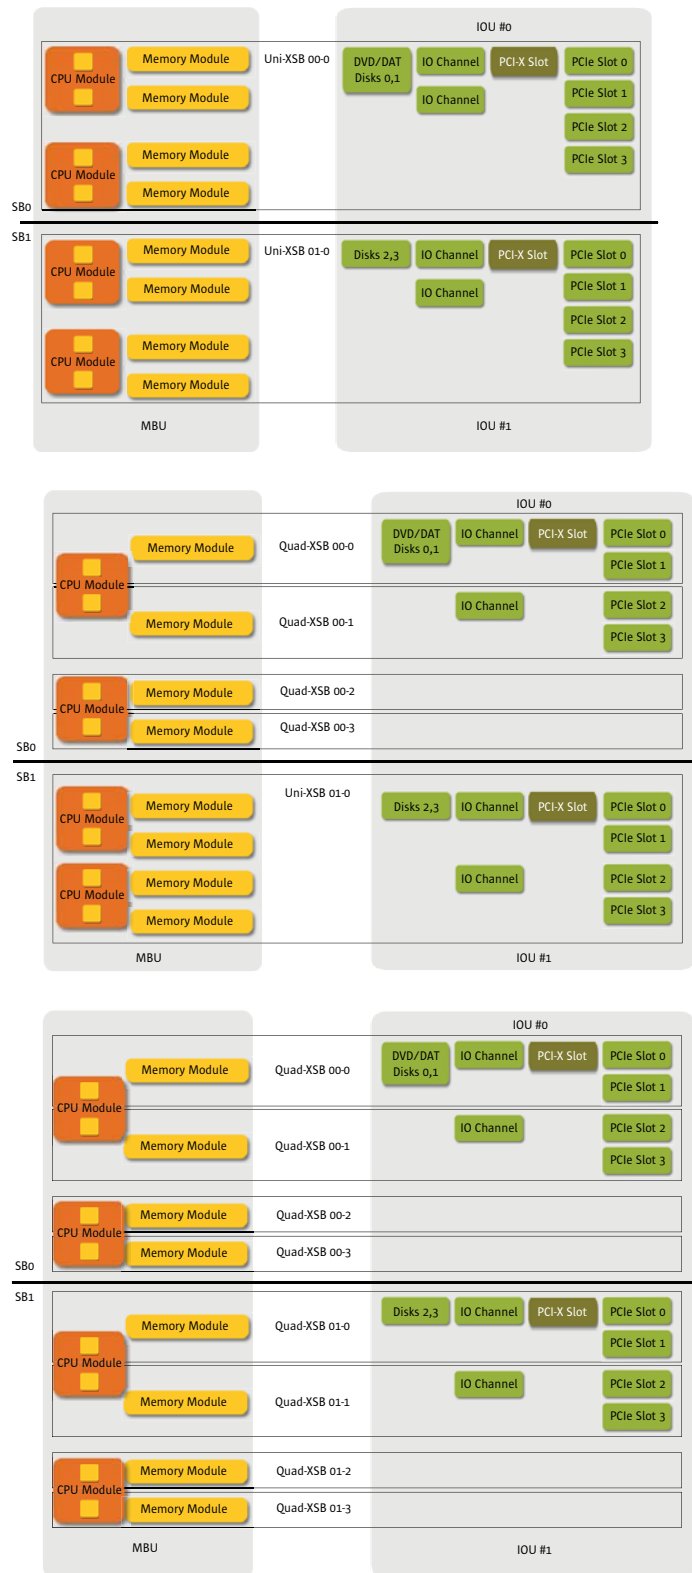 IOU #0
CPU Module Memory Module Uni-XSB 00-0 DVD/DAT Disks 0,1 IO Channel PCI-X Slot PCIe Slot 0
Memory Module IO Channel PCIe Slot 1
PCIe Slot 2
CPU Module Memory Module PCIe Slot 3
Memory Module
SB0
SB1
CPU Module Memory Module Uni-XSB 01-0 Disks 2,3 IO Channel PCI-X Slot PCIe Slot 0
Memory Module IO Channel PCIe Slot 1
PCIe Slot 2
CPU Module Memory Module PCIe Slot 3
Memory Module
MBU IOU #1
IOU #0
Memory Module Quad-XSB 00-0 DVD/DAT Disks 0,1 IO Channel PCI-X Slot PCIe Slot 0
PCIe Slot 1
CPU Module
Memory Module Quad-XSB 00-1 IO Channel PCIe Slot 2
PCIe Slot 3
CPU Module Memory Module Quad-XSB 00-2
Memory Module Quad-XSB 00-3
SB0
SB1
Uni-XSB 01-0
CPU Module Memory Module Disks 2,3 IO Channel PCI-X Slot PCIe Slot 0
Memory Module PCIe Slot 1
CPU Module Memory Module IO Channel PCIe Slot 2
Memory Module PCIe Slot 3
MBU IOU #1
IOU #0
Memory Module Quad-XSB 00-0 DVD/DAT Disks 0,1 IO Channel PCI-X Slot PCIe Slot 0
PCIe Slot 1
CPU Module
Memory Module Quad-XSB 00-1 IO Channel PCIe Slot 2
PCIe Slot 3
CPU Module Memory Module Quad-XSB 00-2
Memory Module Quad-XSB 00-3
SB0
SB1
Memory Module Quad-XSB 01-0 Disks 2,3 IO Channel PCI-X Slot PCIe Slot 0
PCIe Slot 1
CPU Module
Memory Module Quad-XSB 01-1 IO Channel PCIe Slot 2
PCIe Slot 3
CPU Module Memory Module Quad-XSB 01-2
Memory Module Quad-XSB 01-3
MBU IOU #1